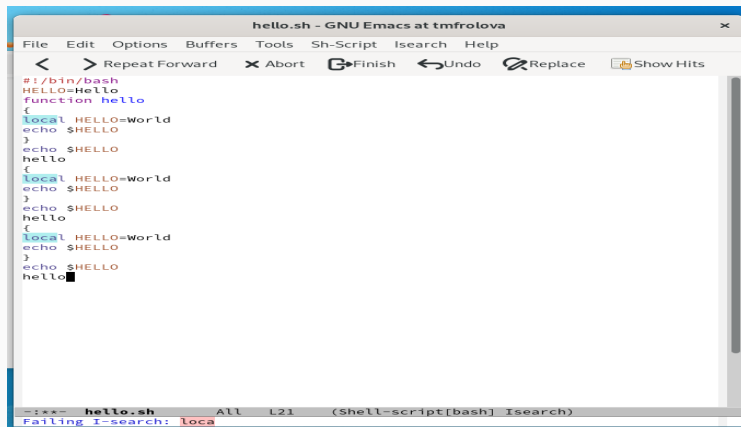 hello.sh - GNU Emacs at tmfrolova
File Edit Options Buffers Tools Sh-Script Isearch Help
Repeat Forward Abort Finish Undo Replace Show Hits
#!/bin/bash
HELLO=Hello
function hello
{
local HELLO=World
echo $HELLO
}
echo $HELLO
hello
{
local HELLO=World
echo $HELLO
}
echo $HELLO
hello
{
local HELLO=World
echo $HELLO
}
echo $HELLO
hello
-:**- hello.sh All L21 (Shell-script[bash] Isearch)
Failing I-search: loca